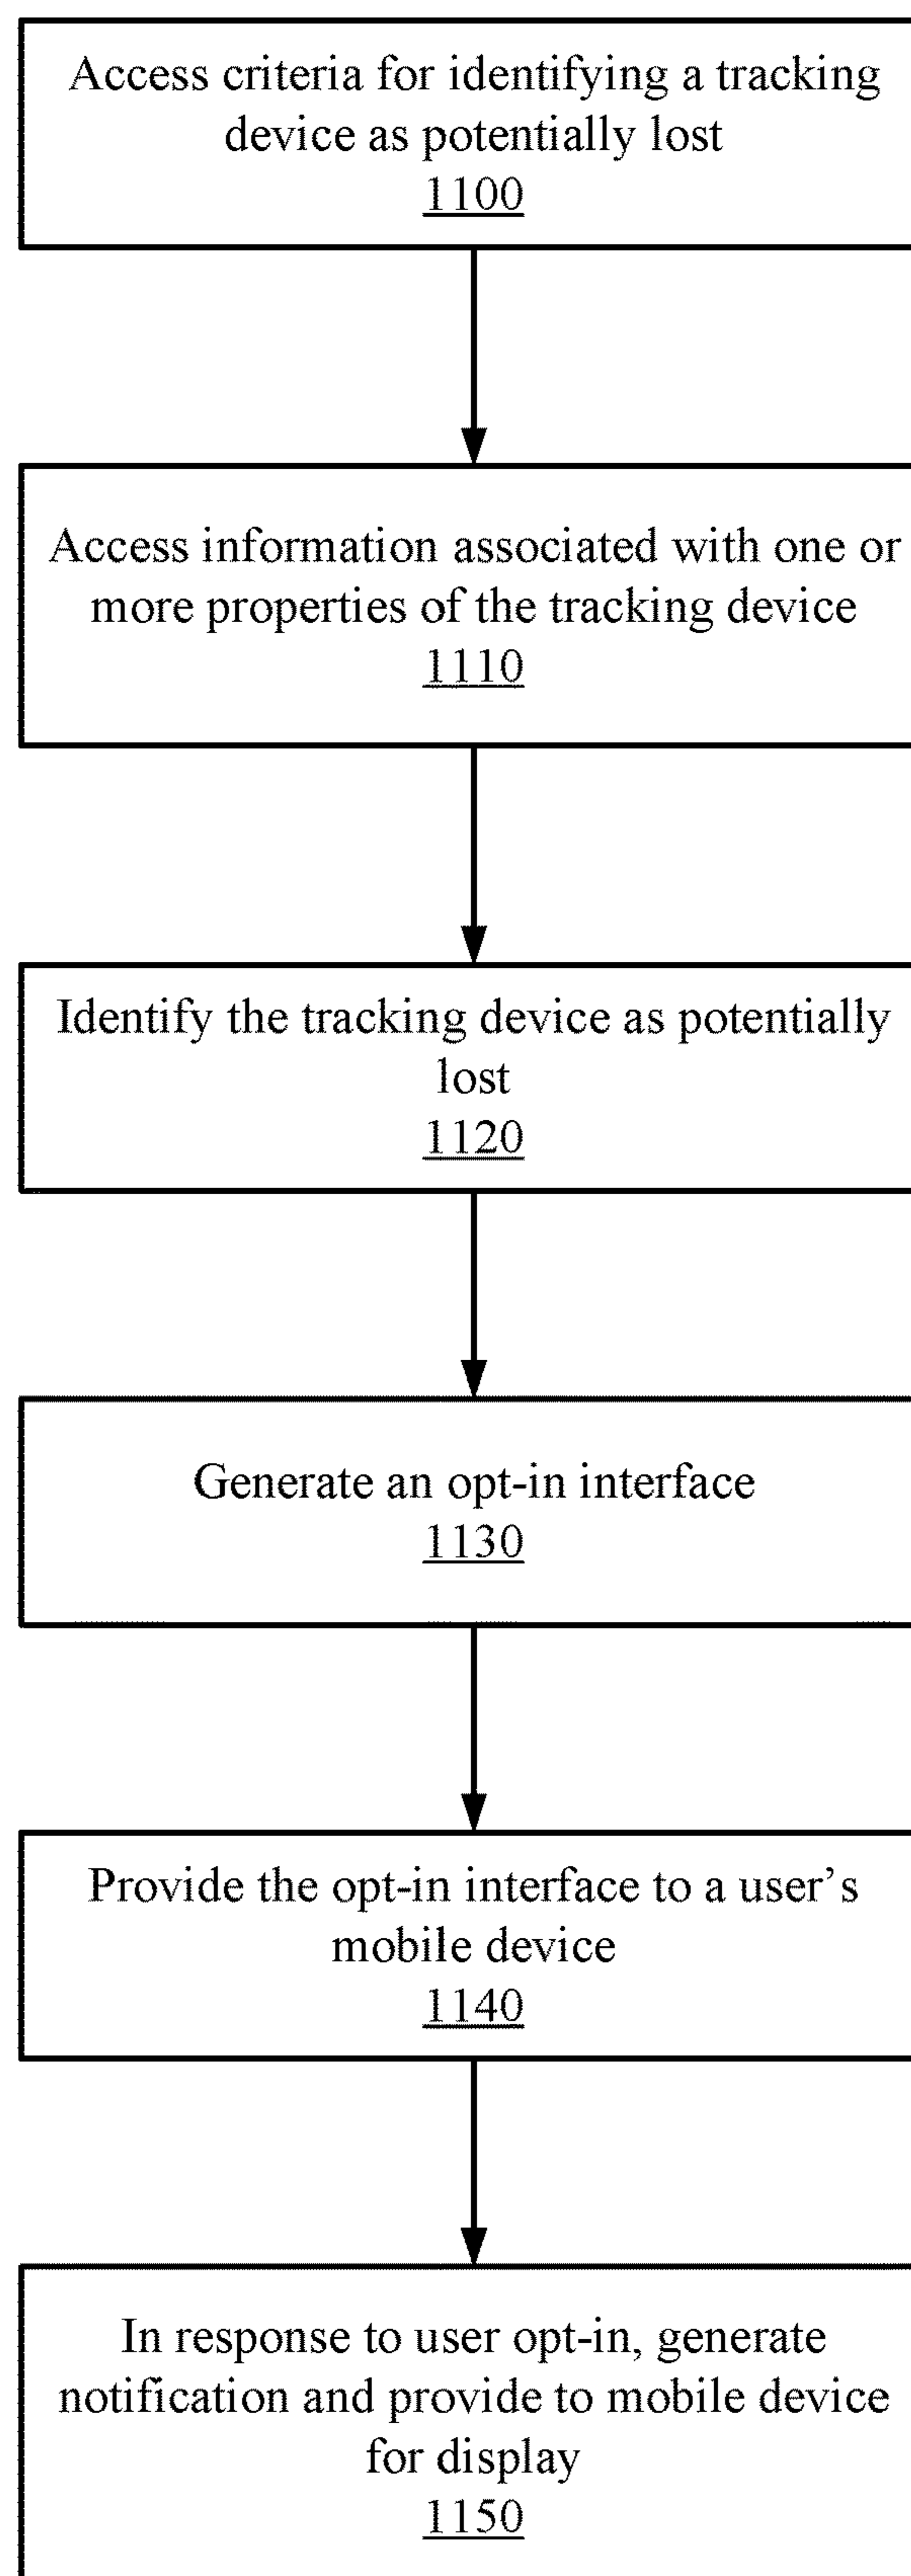 Access criteria for identifying a tracking
device as potentially lost
1100
Access information associated with one or
more properties of the tracking device
1110
Identify the tracking device as potentially
lost
1120
Generate an opt-in interface
1130
Provide the opt-in interface to a user's
mobile device
1140
In response to user opt-in, generate
notification and provide to mobile device
for display
1150